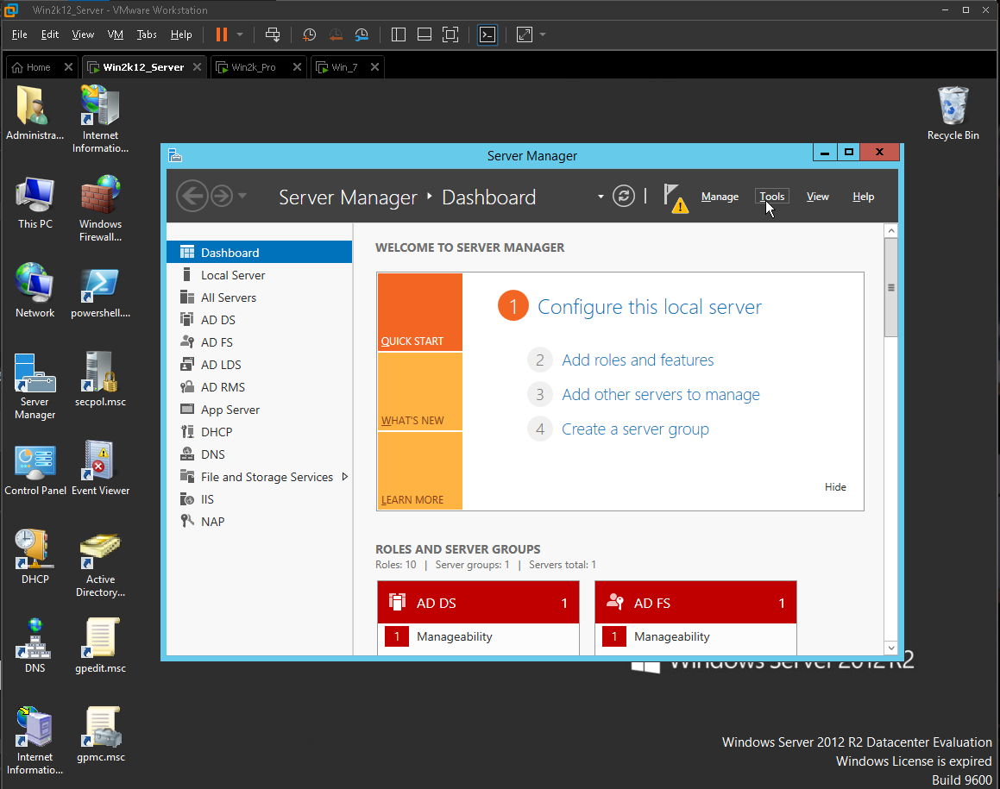 Win2k12_Server - VMware Workstation
File Edit View VM Tabs Help
Home Win2k12_Server Win2k_Pro Win_7
Administra...
Internet
Informatio...
Recycle Bin
This PC
Windows
Firewall...
Network
powershell....
Server
Manager
secpol.msc
Control Panel
Event Viewer
DHCP
Active
Directory...
DNS
gpedit.msc
Internet
Informatio...
gpmc.msc
Server Manager
Server Manager Dashboard
Manage Tools View Help
Dashboard
Local Server
All Servers
AD DS
AD FS
AD LDS
AD RMS
App Server
DHCP
DNS
File and Storage Services
IIS
NAP
WELCOME TO SERVER MANAGER
QUICK START
WHAT'S NEW
LEARN MORE
1 Configure this local server
2 Add roles and features
3 Add other servers to manage
4 Create a server group
Hide
ROLES AND SERVER GROUPS
Roles: 10 | Server groups: 1 | Servers total: 1
AD DS 1
1 Manageability
AD FS 1
1 Manageability
Windows Server 2012 R2
Windows Server 2012 R2 Datacenter Evaluation
Windows License is expired
Build 9600